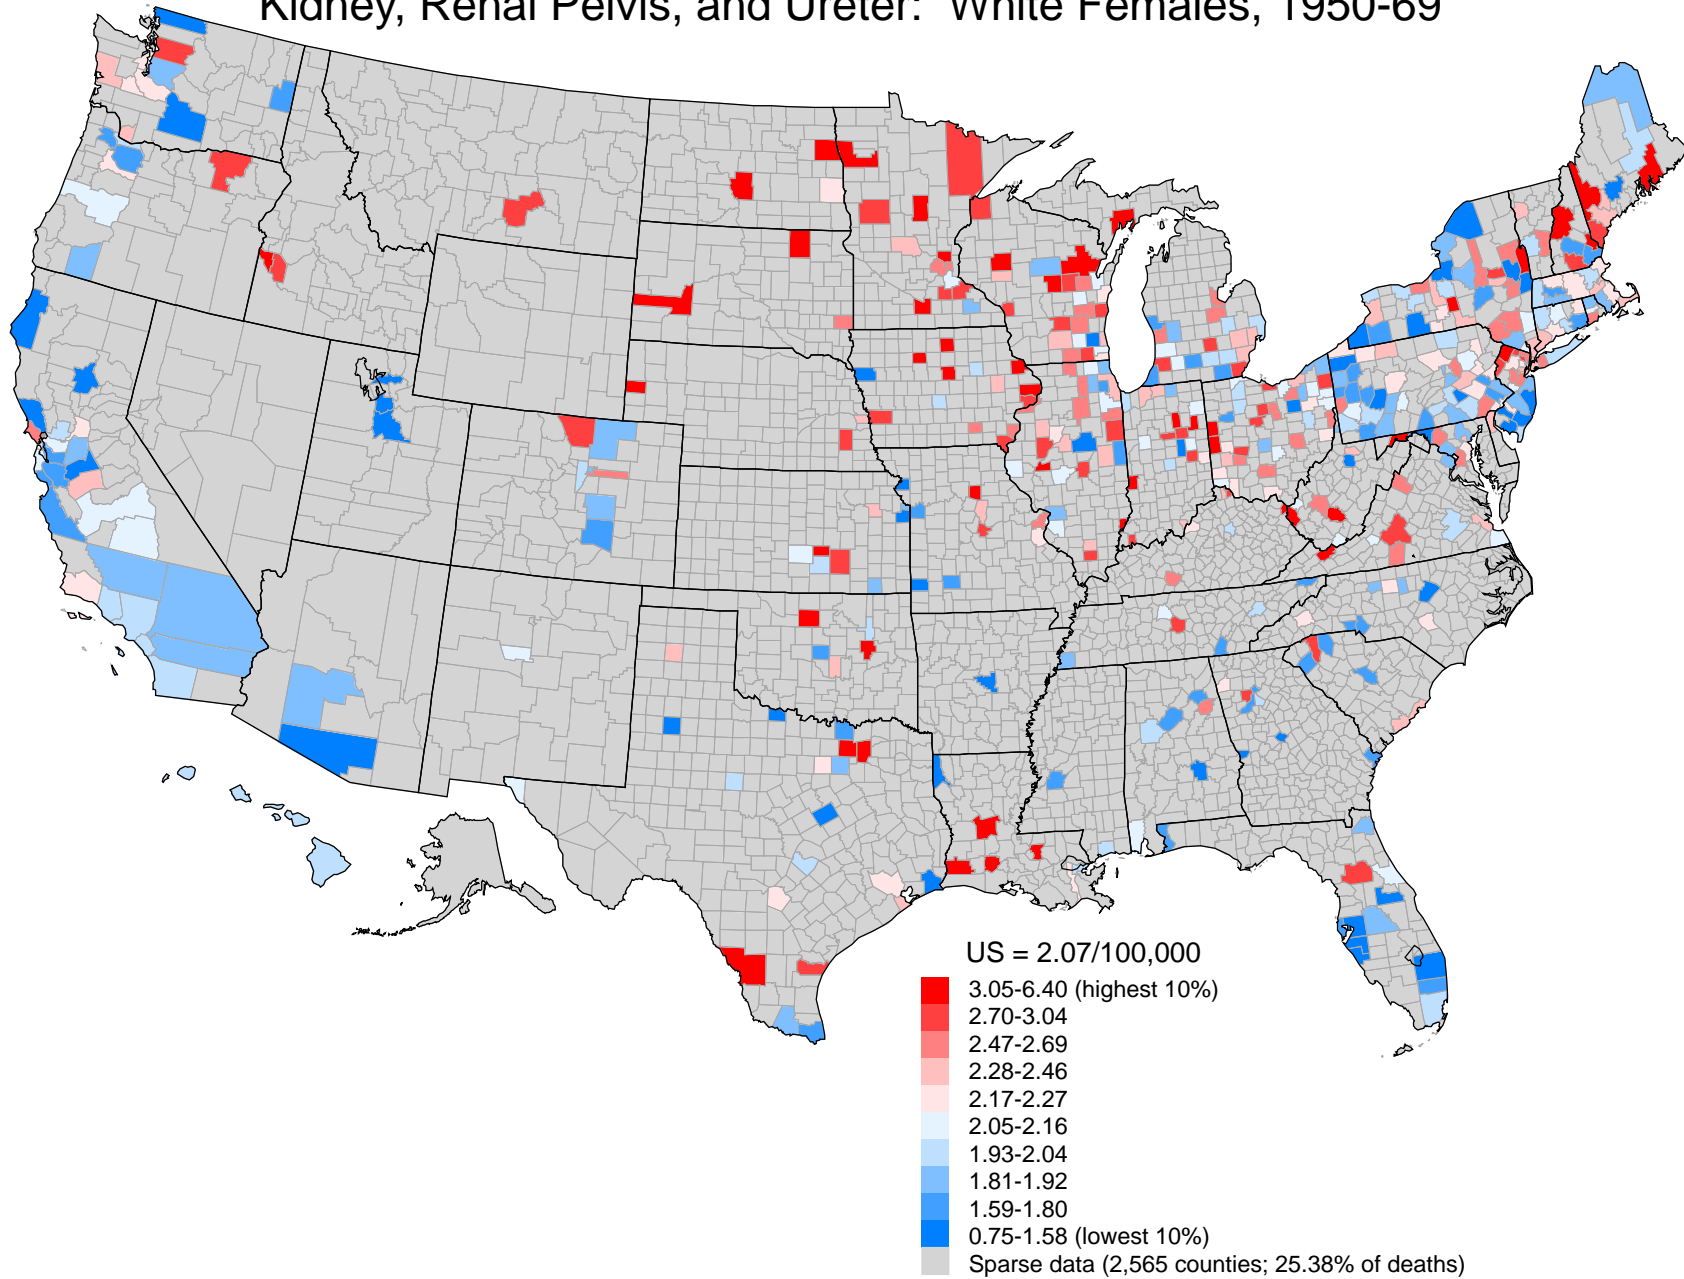 Kidney, Renal Pelvis, and Ureter: White Females, 1950-69
US = 2.07/100,000
3.05-6.40 (highest 10%)
2.70-3.04
2.47-2.69
2.28-2.46
2.17-2.27
2.05-2.16
1.93-2.04
1.81-1.92
1.59-1.80
0.75-1.58 (lowest 10%)
Sparse data (2,565 counties; 25.38% of deaths)